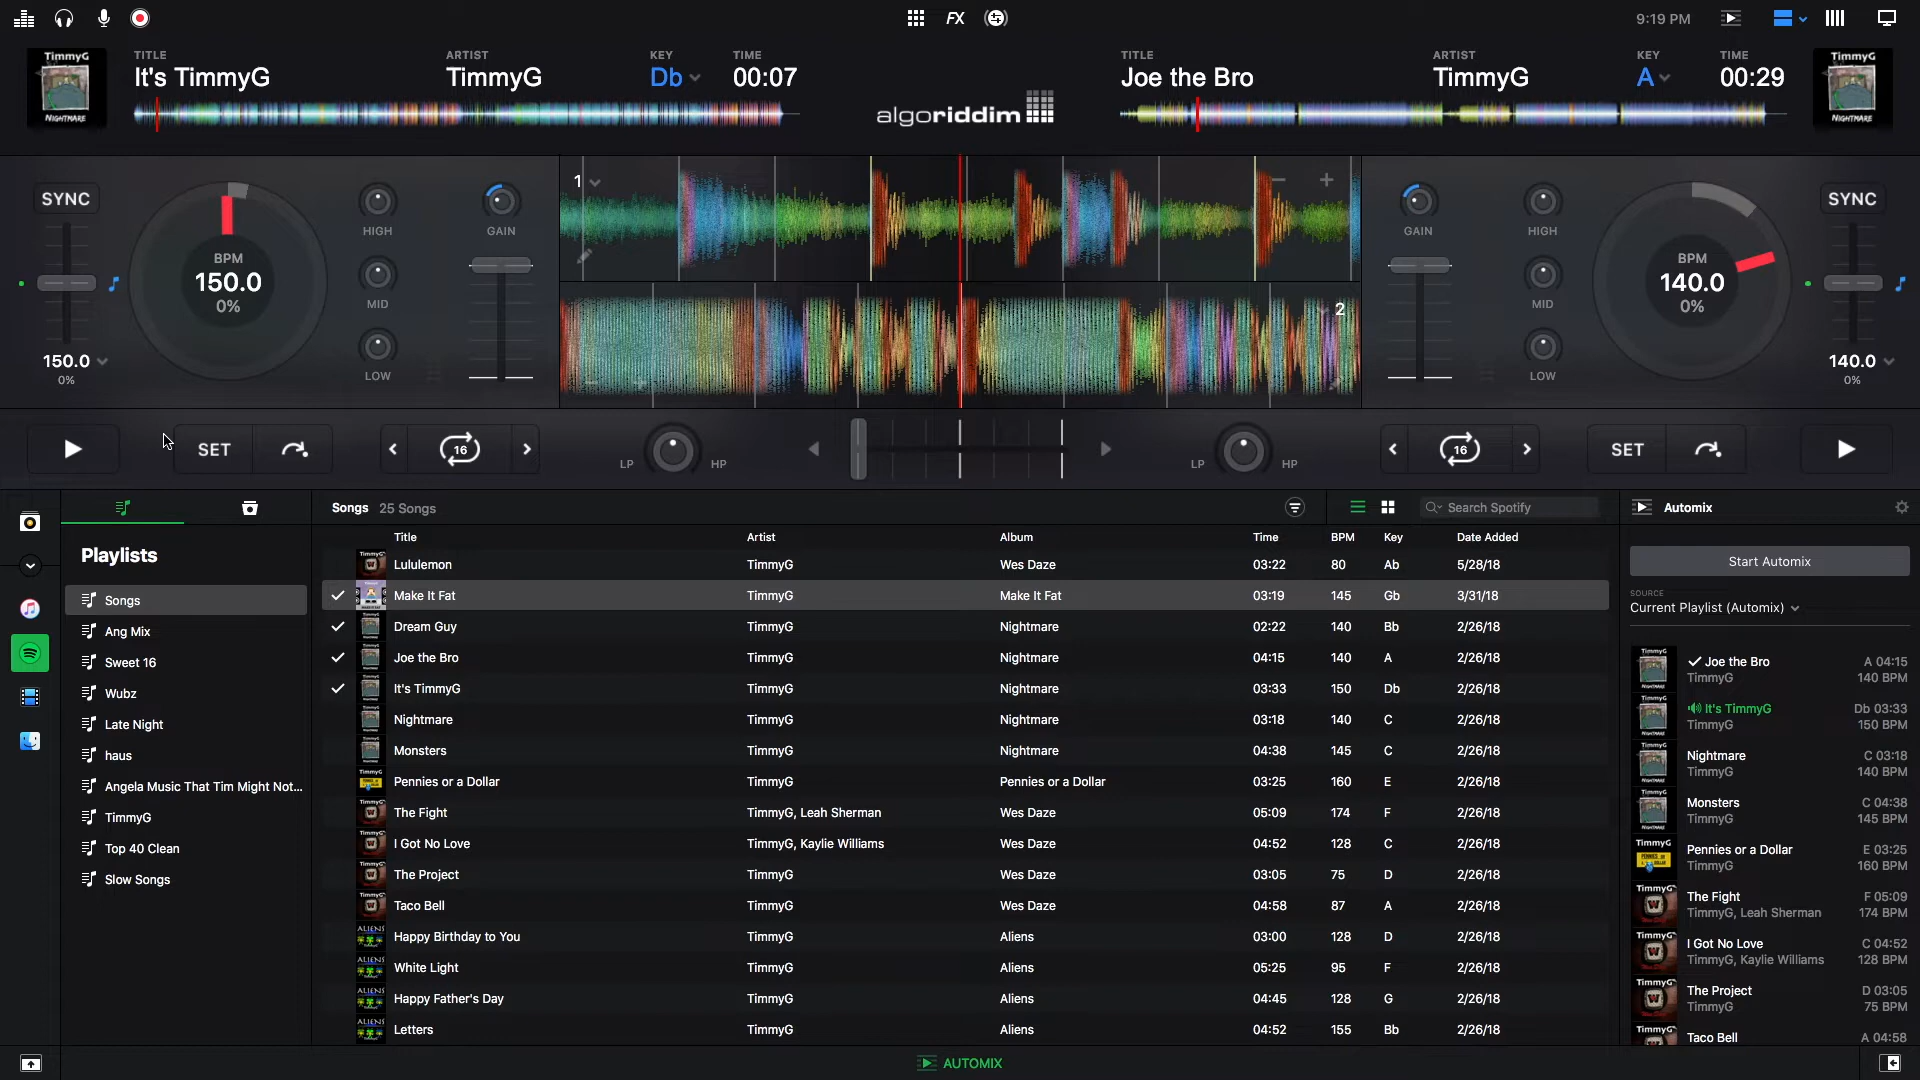 FX
9:19 PM
TimmyG
NIGHTMARE
TITLE
It's TimmyG
ARTIST
TimmyG
KEY
Db
TIME
00:07
algoriddim
TITLE
Joe the Bro
ARTIST
TimmyG
KEY
A
TIME
00:29
TimmyG
NIGHTMARE
SYNC
BPM
150.0
0%
HIGH
MID
LOW
GAIN
150.0
0%
1
2
GAIN
HIGH
MID
LOW
BPM
140.0
0%
SYNC
140.0
0%
SET
16
LP
HP
LP
HP
16
SET
Playlists
Songs
Ang Mix
Sweet 16
Wubz
Late Night
haus
Angela Music That Tim Might Not...
TimmyG
Top 40 Clean
Slow Songs
Songs 25 Songs
Search Spotify
Title Artist Album Time BPM Key Date Added
Lululemon TimmyG Wes Daze 03:22 80 Ab 5/28/18
Make It Fat TimmyG Make It Fat 03:19 145 Gb 3/31/18
Dream Guy TimmyG Nightmare 02:22 140 Bb 2/26/18
Joe the Bro TimmyG Nightmare 04:15 140 A 2/26/18
It's TimmyG TimmyG Nightmare 03:33 150 Db 2/26/18
Nightmare TimmyG Nightmare 03:18 140 C 2/26/18
Monsters TimmyG Nightmare 04:38 145 C 2/26/18
Pennies or a Dollar TimmyG Pennies or a Dollar 03:25 160 E 2/26/18
The Fight TimmyG, Leah Sherman Wes Daze 05:09 174 F 2/26/18
I Got No Love TimmyG, Kaylie Williams Wes Daze 04:52 128 C 2/26/18
The Project TimmyG Wes Daze 03:05 75 D 2/26/18
Taco Bell TimmyG Wes Daze 04:58 87 A 2/26/18
Happy Birthday to You TimmyG Aliens 03:00 128 D 2/26/18
White Light TimmyG Aliens 05:25 95 F 2/26/18
Happy Father's Day TimmyG Aliens 04:45 128 G 2/26/18
Letters TimmyG Aliens 04:52 155 Bb 2/26/18
Automix
Start Automix
SOURCE
Current Playlist (Automix)
Joe the Bro A 04:15
TimmyG 140 BPM
It's TimmyG Db 03:33
TimmyG 150 BPM
Nightmare C 03:18
TimmyG 140 BPM
Monsters C 04:38
TimmyG 145 BPM
Pennies or a Dollar E 03:25
TimmyG 160 BPM
The Fight F 05:09
TimmyG, Leah Sherman 174 BPM
I Got No Love C 04:52
TimmyG, Kaylie Williams 128 BPM
The Project D 03:05
TimmyG 75 BPM
Taco Bell A 04:58
AUTOMIX